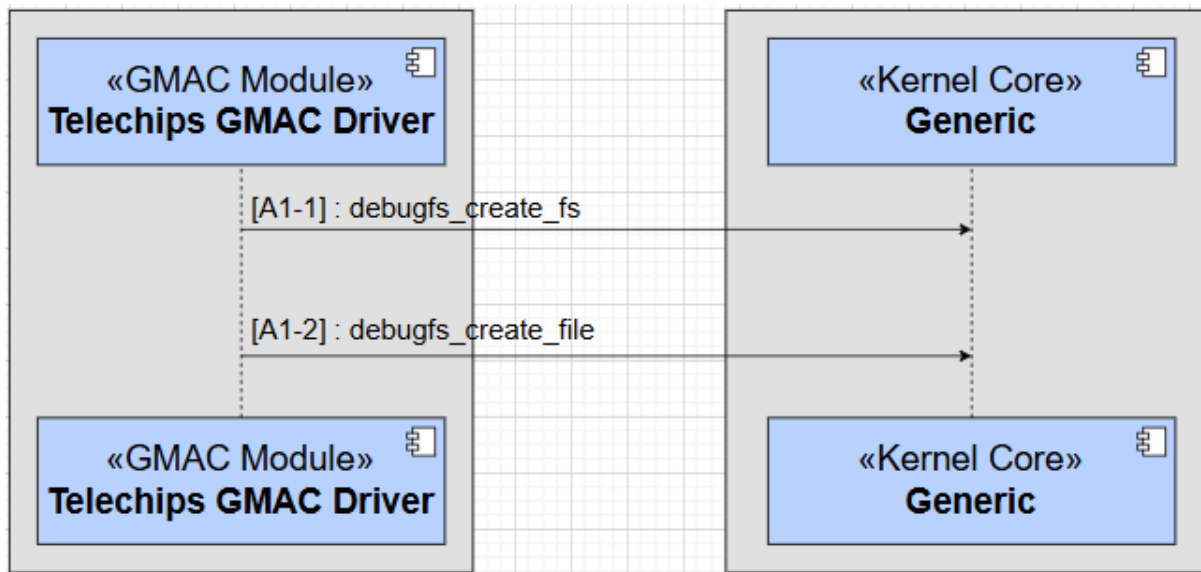 «GMAC Module»
Telechips GMAC Driver
«Kernel Core»
Generic
[A1-1] : debugfs_create_fs
[A1-2] : debugfs_create_file
«GMAC Module»
Telechips GMAC Driver
«Kernel Core»
Generic